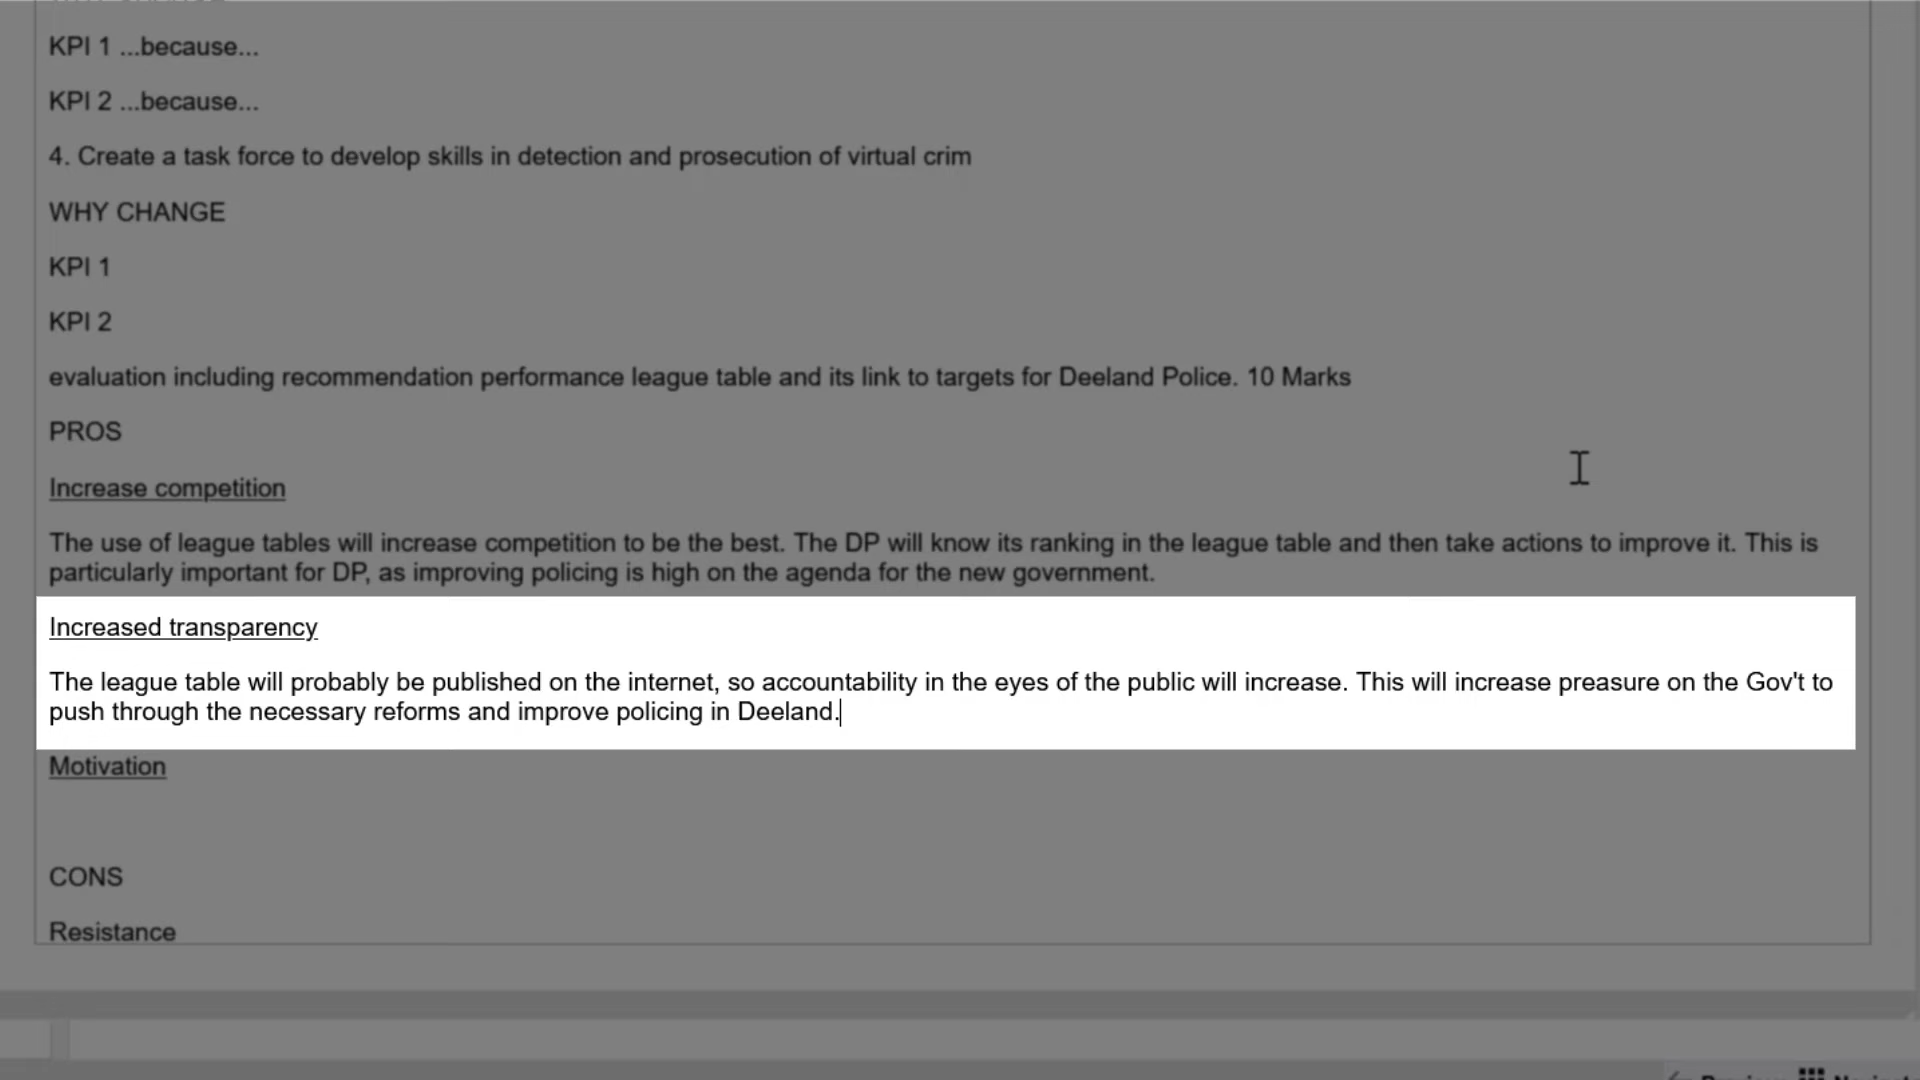 KPI 1 ...because...
KPI 2 ...because...
4. Create a task force to develop skills in detection and prosecution of virtual crim
WHY CHANGE
KPI 1
KPI 2
evaluation including recommendation performance league table and its link to targets for Deeland Police. 10 Marks
PROS
Increase competition
The use of league tables will increase competition to be the best. The DP will know its ranking in the league table and then take actions to improve it. This is
particularly important for DP, as improving policing is high on the agenda for the new government.
Increased transparency
The league table will probably be published on the internet, so accountability in the eyes of the public will increase. This will increase preasure on the Gov't to
push through the necessary reforms and improve policing in Deeland.
Motivation
CONS
Resistance